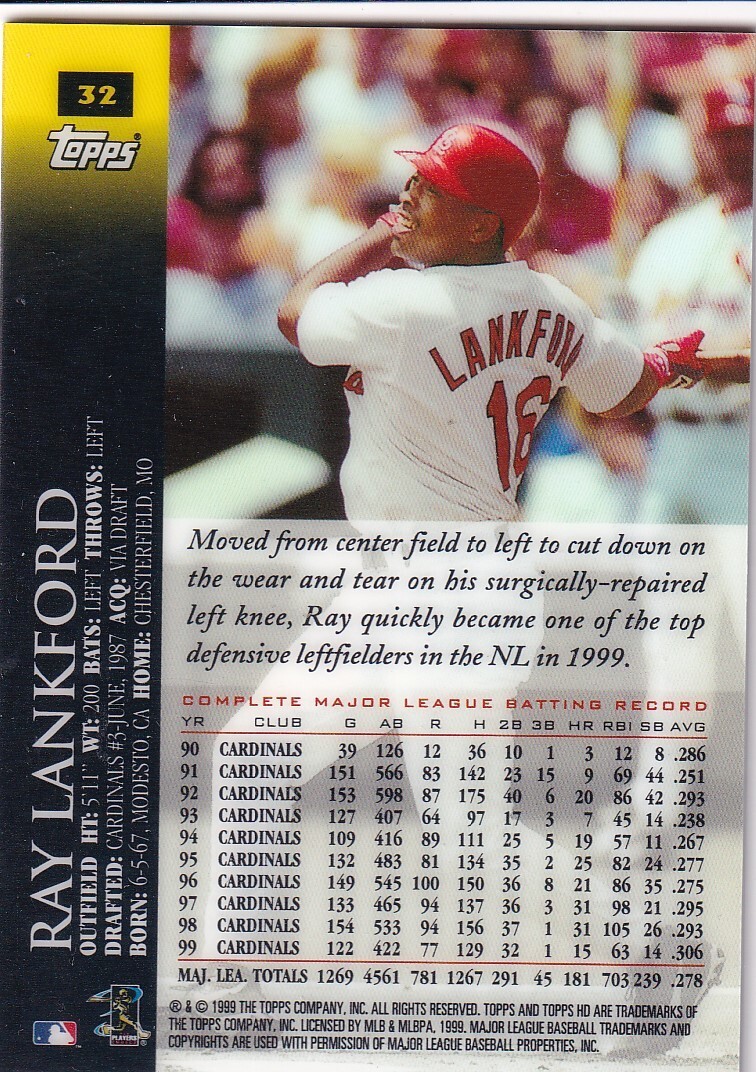 32
Topps®
LANKFOR
16
RAY LANKFORD
OUTFIELD HT: 5'11" WT: 200 BATS: LEFT THROWS: LEFT
DRAFTED: CARDINALS #3-JUNE, 1987 ACQ: VIA DRAFT
BORN: 6-5-67, MODESTO, CA HOME: CHESTERFIELD, MO
Moved from center field to left to cut down on
the wear and tear on his surgically-repaired
left knee, Ray quickly became one of the top
defensive leftfielders in the NL in 1999.
COMPLETE MAJOR LEAGUE BATTING RECORD
YR CLUB G AB R H 2B 3B HR RBI SB AVG
90 CARDINALS 39 126 12 36 10 1 3 12 8 .286
91 CARDINALS 151 566 83 142 23 15 9 69 44 .251
92 CARDINALS 153 598 87 175 40 6 20 86 42 .293
93 CARDINALS 127 407 64 97 17 3 7 45 14 .238
94 CARDINALS 109 416 89 111 25 5 19 57 11 .267
95 CARDINALS 132 483 81 134 35 2 25 82 24 .277
96 CARDINALS 149 545 100 150 36 8 21 86 35 .275
97 CARDINALS 133 465 94 137 36 3 31 98 21 .295
98 CARDINALS 154 533 94 156 37 1 31 105 26 .293
99 CARDINALS 122 422 77 129 32 1 15 63 14 .306
MAJ. LEA. TOTALS 1269 4561 781 1267 291 45 181 703 239 .278
® & © 1999 THE TOPPS COMPANY, INC. ALL RIGHTS RESERVED. TOPPS AND TOPPS HD ARE TRADEMARKS OF
THE TOPPS COMPANY, INC. LICENSED BY MLB & MLBPA, 1999. MAJOR LEAGUE BASEBALL TRADEMARKS AND
COPYRIGHTS ARE USED WITH PERMISSION OF MAJOR LEAGUE BASEBALL PROPERTIES, INC.
PLAYERS